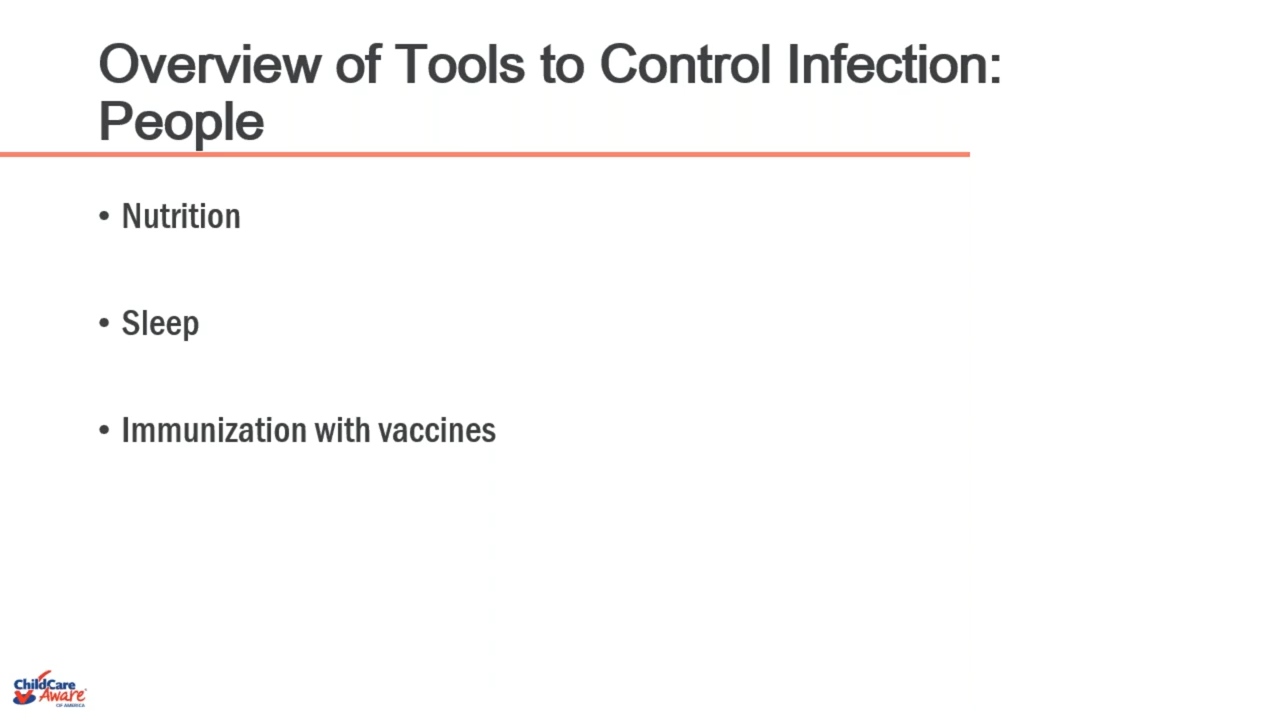 Overview of Tools to Control Infection:
People
• Nutrition
• Sleep
• Immunization with vaccines
ChildCare
Aware
OF AMERICA